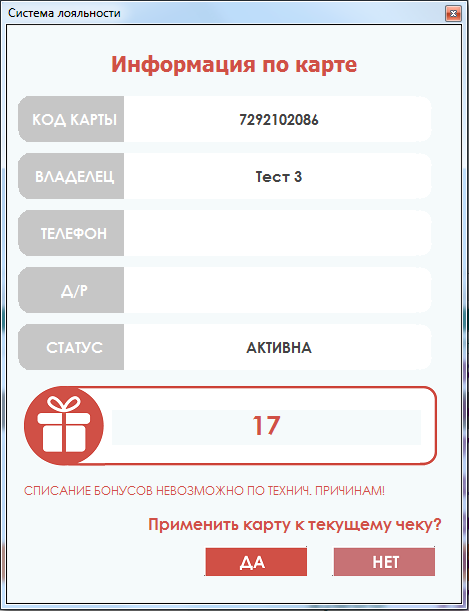 Система лояльности
Информация по карте
КОД КАРТЫ 7292102086
ВЛАДЕЛЕЦ Тест 3
ТЕЛЕФОН
Д/Р
СТАТУС АКТИВНА
17
СПИСАНИЕ БОНУСОВ НЕВОЗМОЖНО ПО ТЕХНИЧ. ПРИЧИНАМ!
Применить карту к текущему чеку?
ДА НЕТ